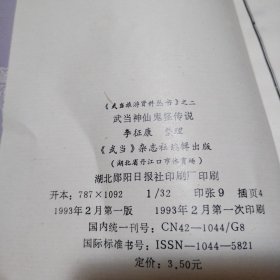 《武当旅游资料丛书》之二
武当神仙鬼怪传说
李征康 整理
《武当》杂志社编辑出版
(湖北省丹江口市体育场)
湖北郧阳日报社印刷厂印刷
开本:787×1092 1/32 印张9 插页4
1993年2月第一版 1993年2月第一次印刷
国内统一刊号:CN42—1044/G8
国际标准书号:ISSN—1044—5821
定价:3.50元